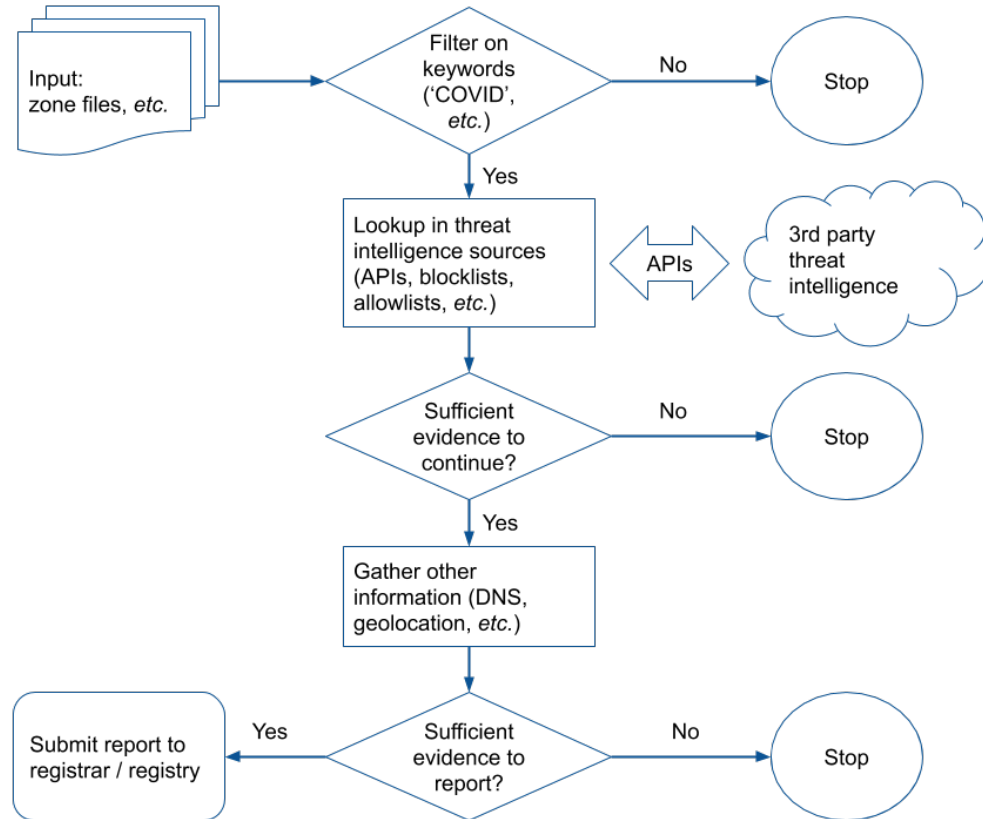 Input:
zone files, etc.
Filter on
keywords
(‘COVID’,
etc.)
No
Stop
Yes
Lookup in threat
intelligence sources
(APIs, blocklists,
allowlists, etc.)
APIs
3rd party
threat
intelligence
Sufficient
evidence to
continue?
No
Stop
Yes
Gather other
information (DNS,
geolocation, etc.)
Submit report to
registrar / registry
Yes
Sufficient
evidence to
report?
No
Stop